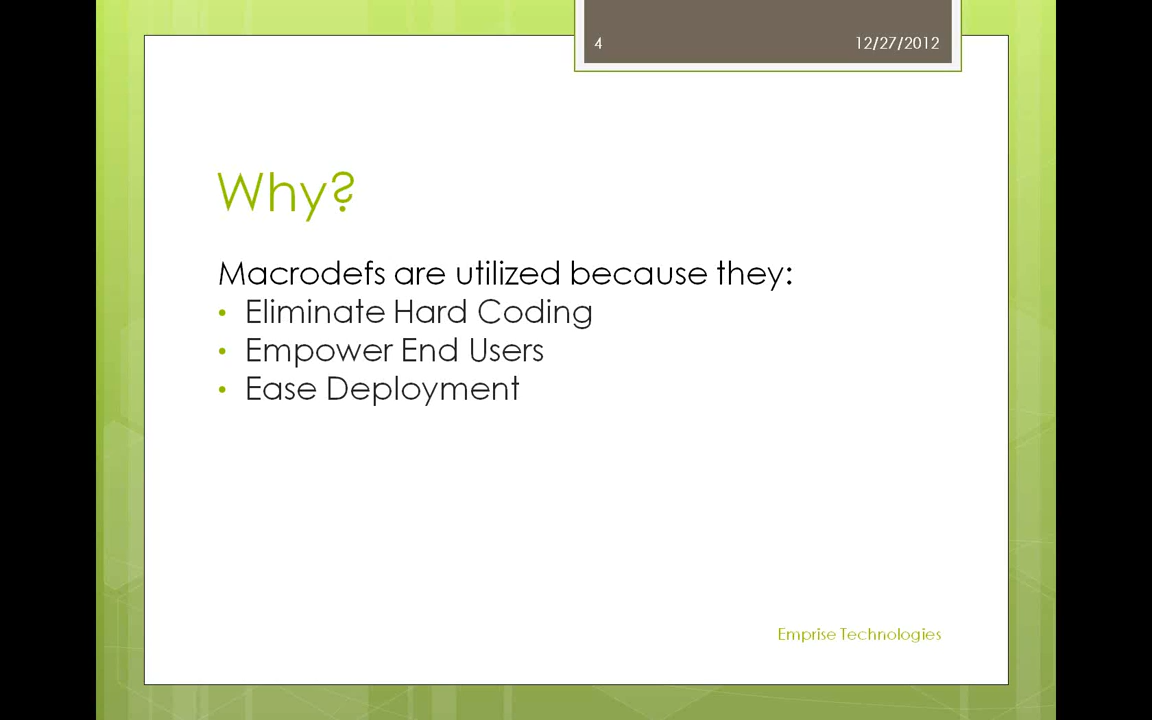 4
12/27/2012
Why?
Macrodefs are utilized because they:
• Eliminate Hard Coding
• Empower End Users
• Ease Deployment
Emprise Technologies